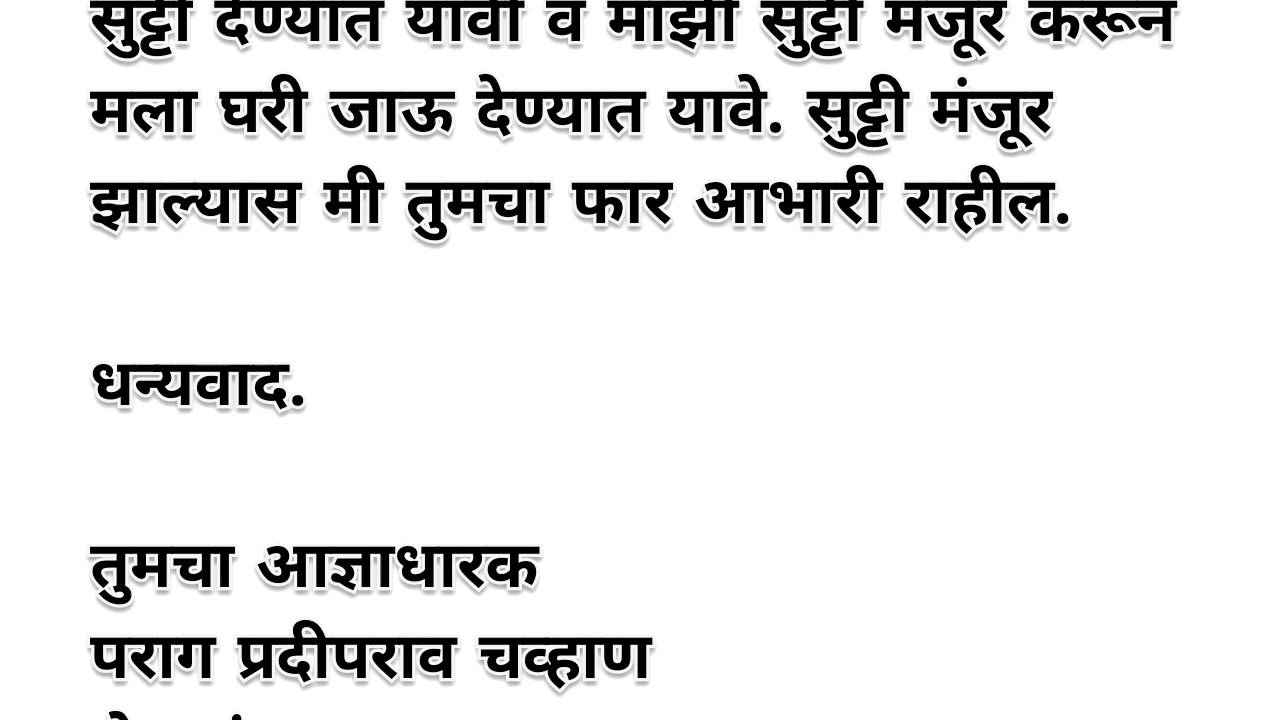 सुट्टी देण्यात यावी व माझी सुट्टी मंजूर करून
मला घरी जाऊ देण्यात यावे. सुट्टी मंजूर
झाल्यास मी तुमचा फार आभारी राहील.
धन्यवाद.
तुमचा आज्ञाधारक
पराग प्रदीपराव चव्हाण